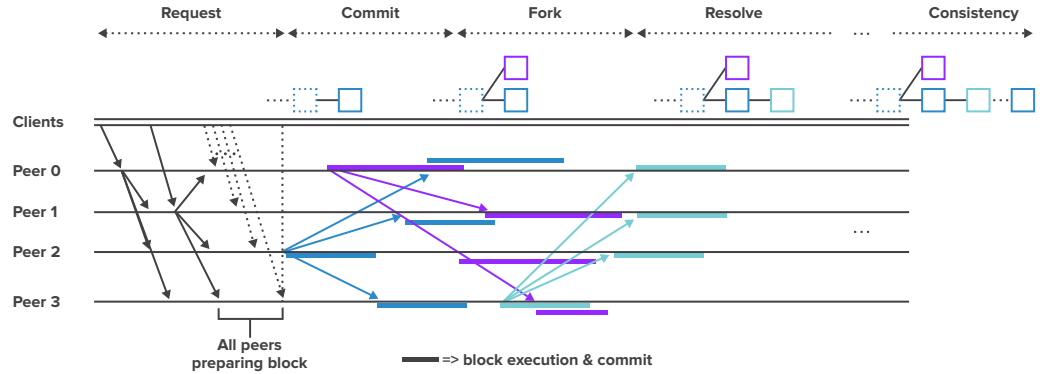 Request
Commit
Fork
Resolve
Consistency
...
Clients
Peer 0
Peer 1
Peer 2
...
Peer 3
All peers
preparing block
=> block execution & commit